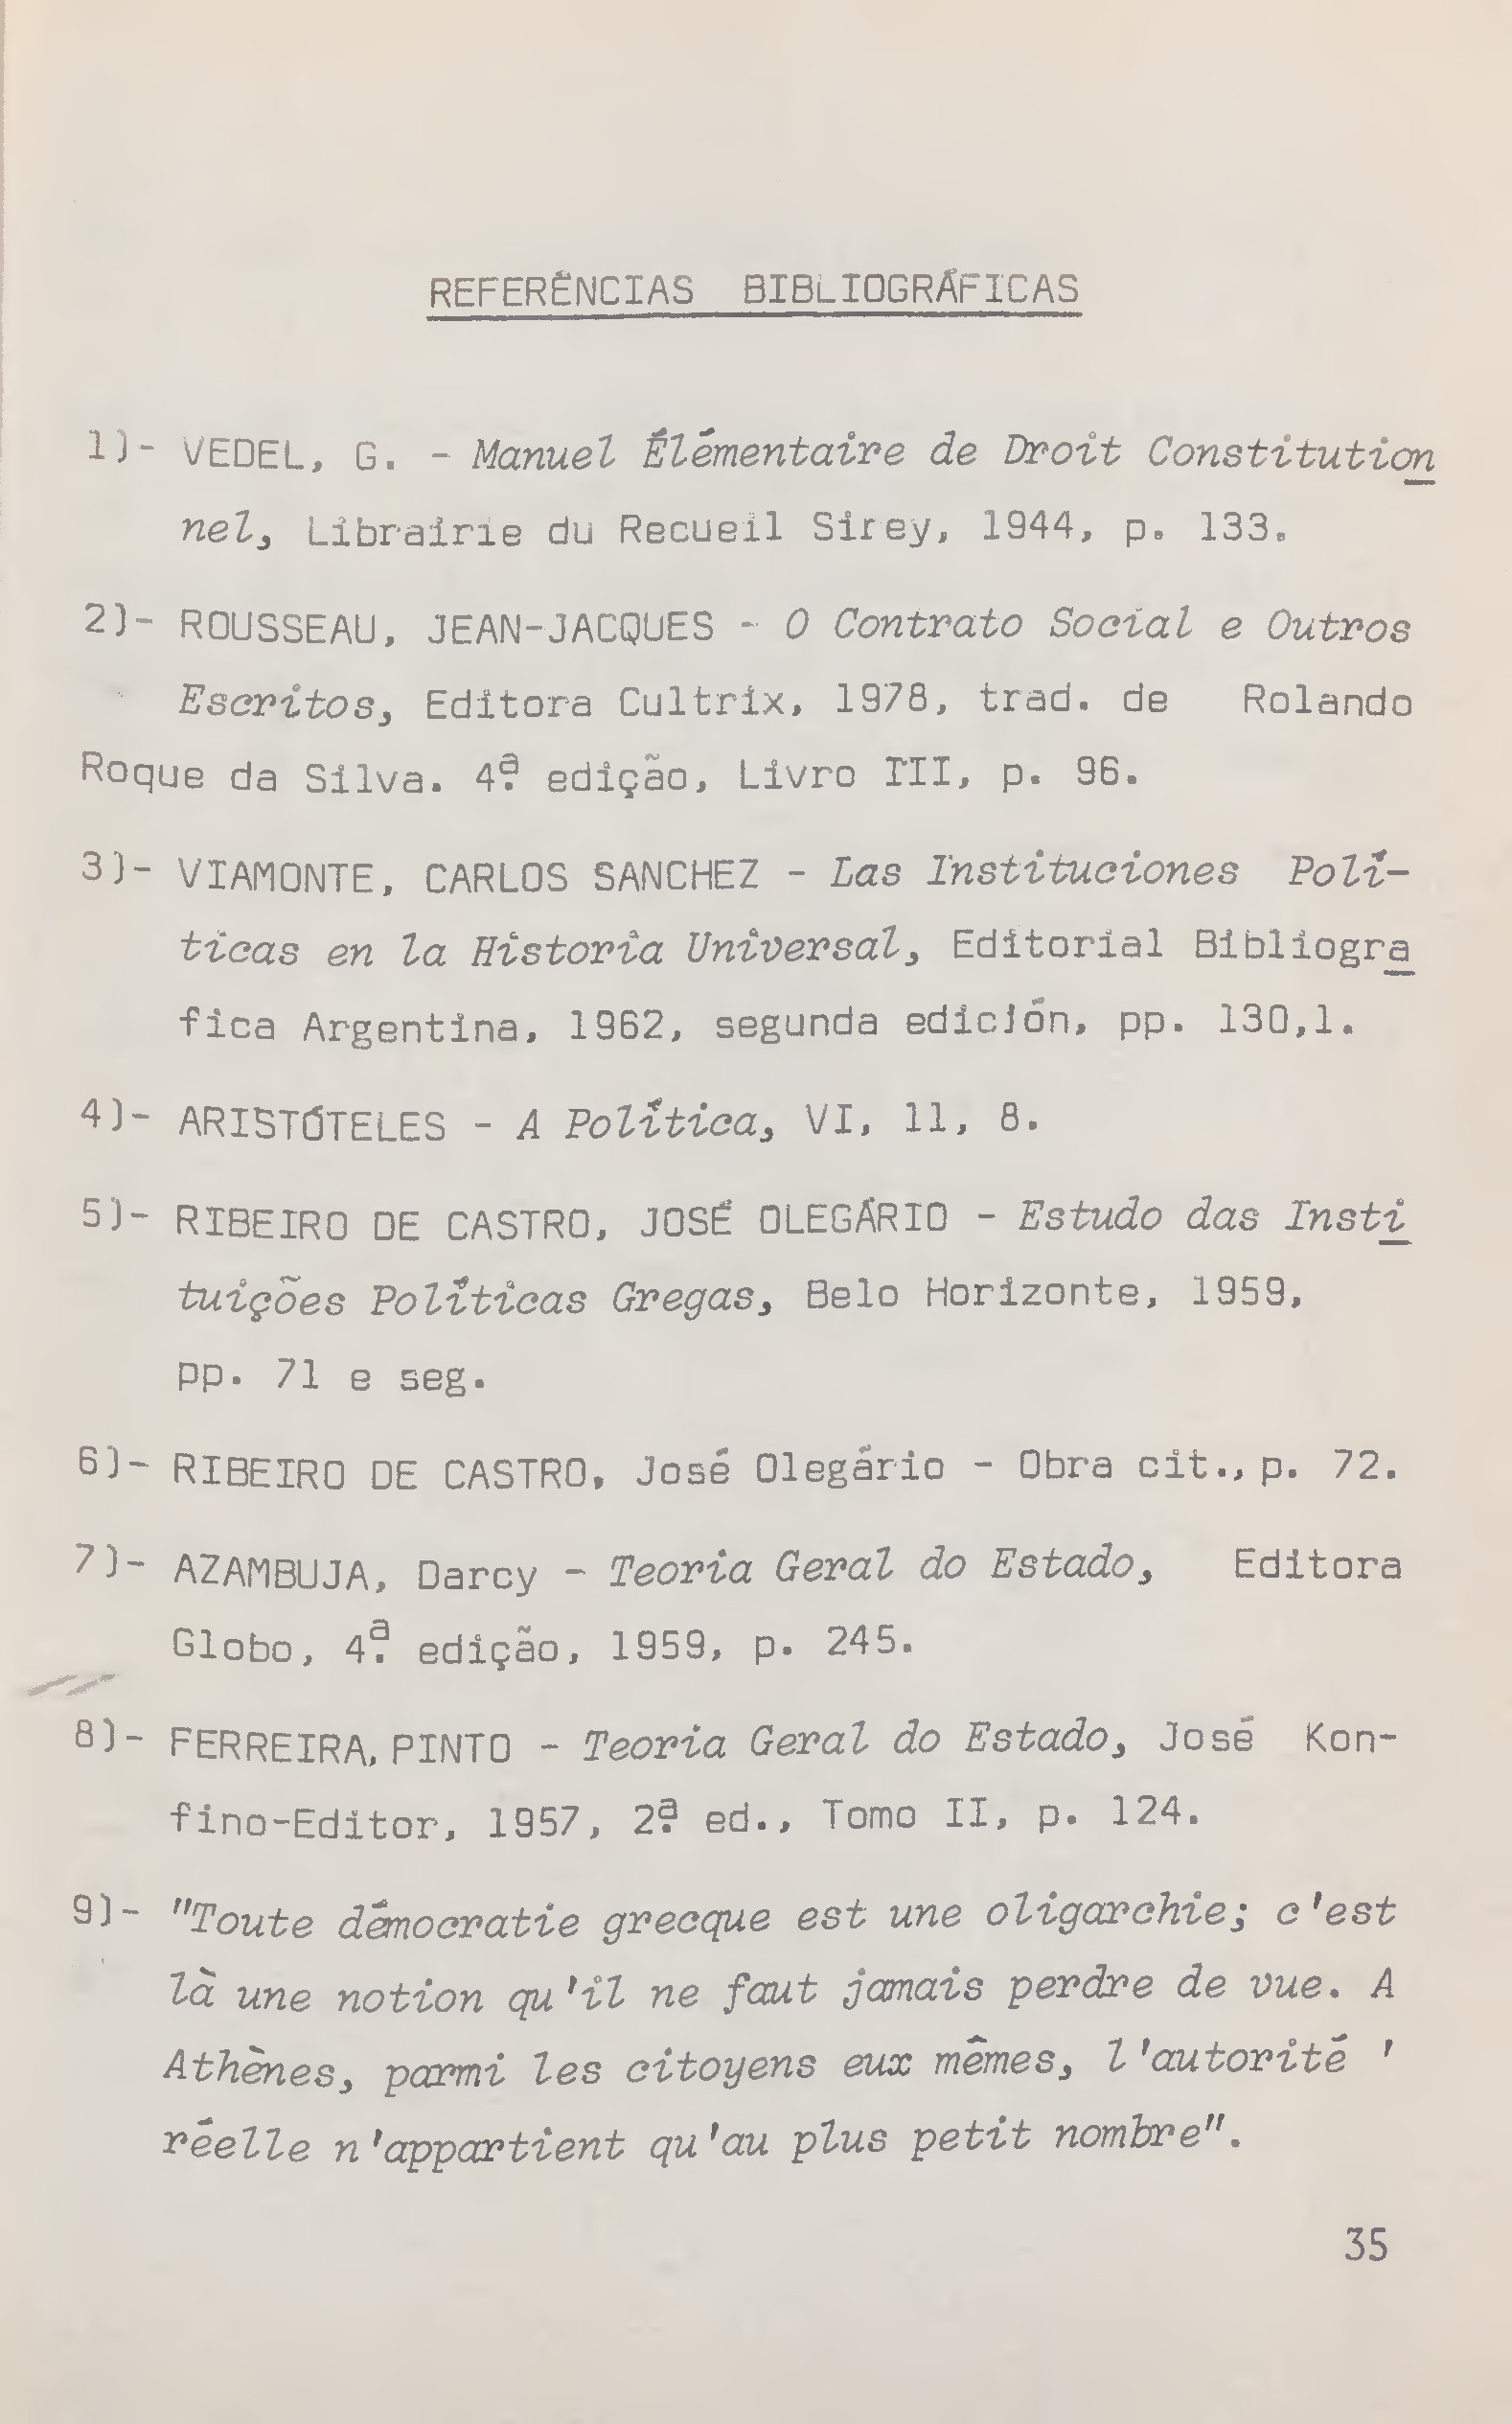 REFERÊNCIAS BIBLIOGRÁFICAS
1)- VEDEL, G. - Manuel Élémentaire de Droit Constitution
nel, Librairie du Recueil Sirey, 1944, p. 133.
2)- ROUSSEAU, JEAN-JACQUES - O Contrato Social e Outros
Escritos, Editora Cultrix, 1978, trad. de Rolando
Roque da Silva. 4ª edição, Livro III, p. 96.
3)- VIAMONTE, CARLOS SANCHEZ - Las Instituciones Polí-
ticas en la Historia Universal, Editorial Bibliogra
fica Argentina, 1962, segunda edición, pp. 130,1.
4)- ARISTÓTELES - A Política, VI, 11, 8.
5)- RIBEIRO DE CASTRO, JOSÉ OLEGÁRIO - Estudo das Insti
tuições Políticas Gregas, Belo Horizonte, 1959,
pp. 71 e seg.
6)- RIBEIRO DE CASTRO, José Olegário - Obra cit., p. 72.
7)- AZAMBUJA, Darcy - Teoria Geral do Estado, Editora
Globo, 4ª edição, 1959, p. 245.
8)- FERREIRA, PINTO - Teoria Geral do Estado, José Kon-
fino-Editor, 1957, 2ª ed., Tomo II, p. 124.
9)- "Toute démocratie grecque est une oligarchie; c'est
là une notion qu'il ne faut jamais perdre de vue. A
Athènes, parmi les citoyens eux mêmes, l'autorité '
réelle n'appartient qu'au plus petit nombre".
35